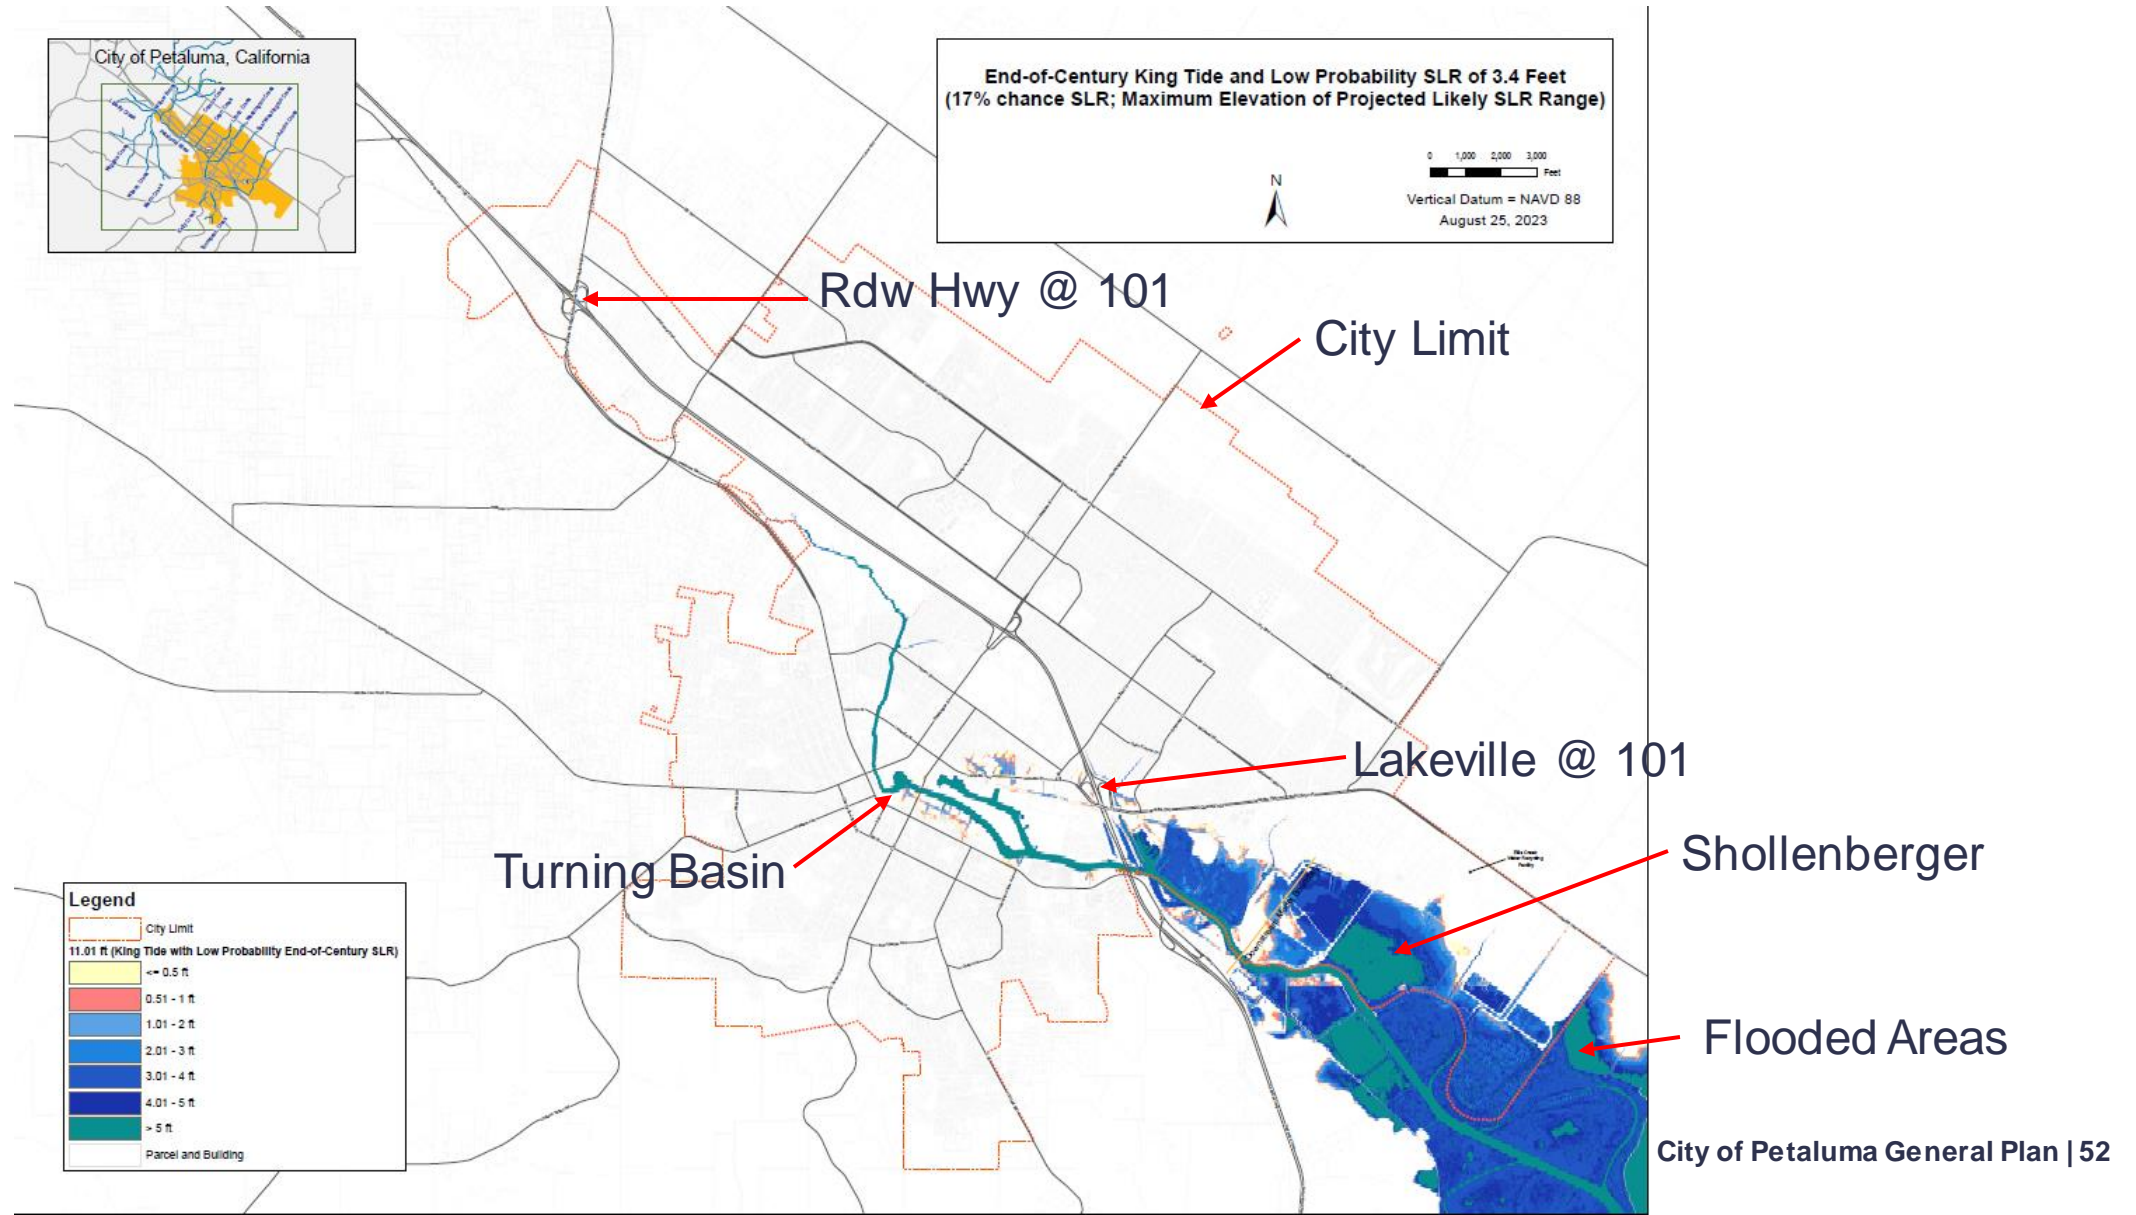 City of Petaluma, California
End-of-Century King Tide and Low Probability SLR of 3.4 Feet
(17% chance SLR; Maximum Elevation of Projected Likely SLR Range)
0 1,000 2,000 3,000
Feet
N
Vertical Datum = NAVD 88
August 25, 2023
Rdw Hwy @ 101
City Limit
Lakeville @ 101
Turning Basin
Shollenberger
Flooded Areas
Legend
City Limit
11.01 ft (King Tide with Low Probability End-of-Century SLR)
<= 0.5 ft
0.51 - 1 ft
1.01 - 2 ft
2.01 - 3 ft
3.01 - 4 ft
4.01 - 5 ft
> 5 ft
Parcel and Building
City of Petaluma General Plan | 52